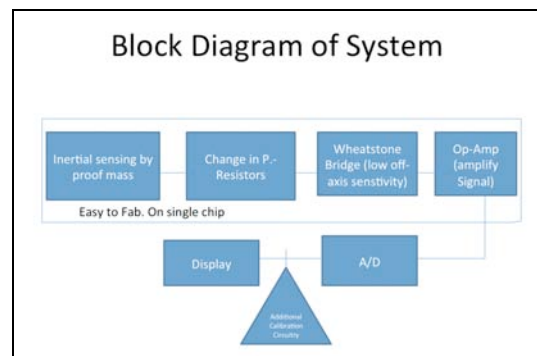 Block Diagram of System
Inertial sensing by
proof mass
Change in P.-
Resistors
Wheatstone
Bridge (low off-
axis senstivity)
Op-Amp
(amplify
Signal)
Easy to Fab. On single chip
Display
A/D
Additional
Calibration
Circuitry